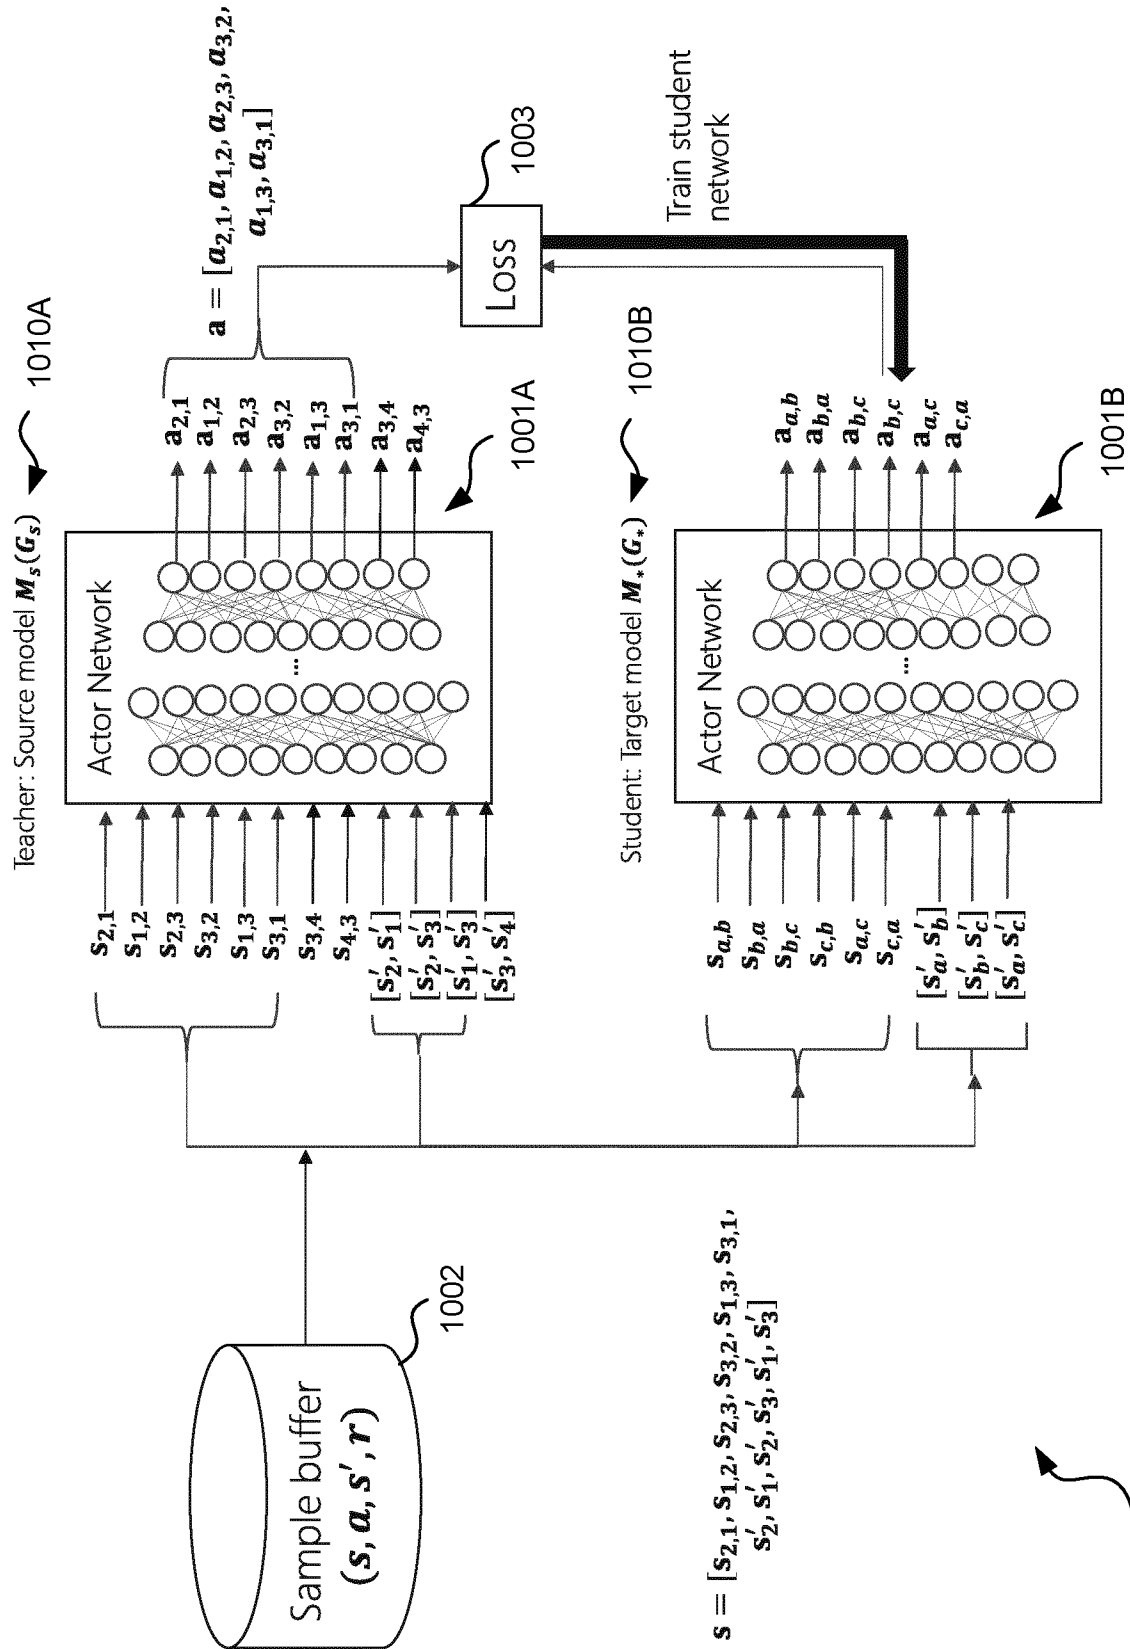 Teacher: Source model M_s(G_s)
1010A
Actor Network
...
s_{2,1}
s_{1,2}
s_{2,3}
s_{3,2}
s_{1,3}
s_{3,1}
s_{3,4}
s_{4,3}
[s'_2, s'_1]
[s'_2, s'_3]
[s'_1, s'_3]
[s'_3, s'_4]
a_{2,1}
a_{1,2}
a_{2,3}
a_{3,2}
a_{1,3}
a_{3,1}
a_{3,4}
a_{4,3}
1001A
a = [a_{2,1}, a_{1,2}, a_{2,3}, a_{3,2},
a_{1,3}, a_{3,1}]
Sample buffer
(s, a, s', r)
1002
Loss
1003
Train student
network
s = [s_{2,1}, s_{1,2}, s_{2,3}, s_{3,2}, s_{1,3}, s_{3,1},
s'_2, s'_1, s'_2, s'_3, s'_1, s'_3]
Student: Target model M_*(G_*)
1010B
Actor Network
...
s_{a,b}
s_{b,a}
s_{b,c}
s_{c,b}
s_{a,c}
s_{c,a}
[s'_a, s'_b]
[s'_b, s'_c]
[s'_a, s'_c]
a_{a,b}
a_{b,a}
a_{b,c}
a_{b,c}
a_{a,c}
a_{c,a}
1001B